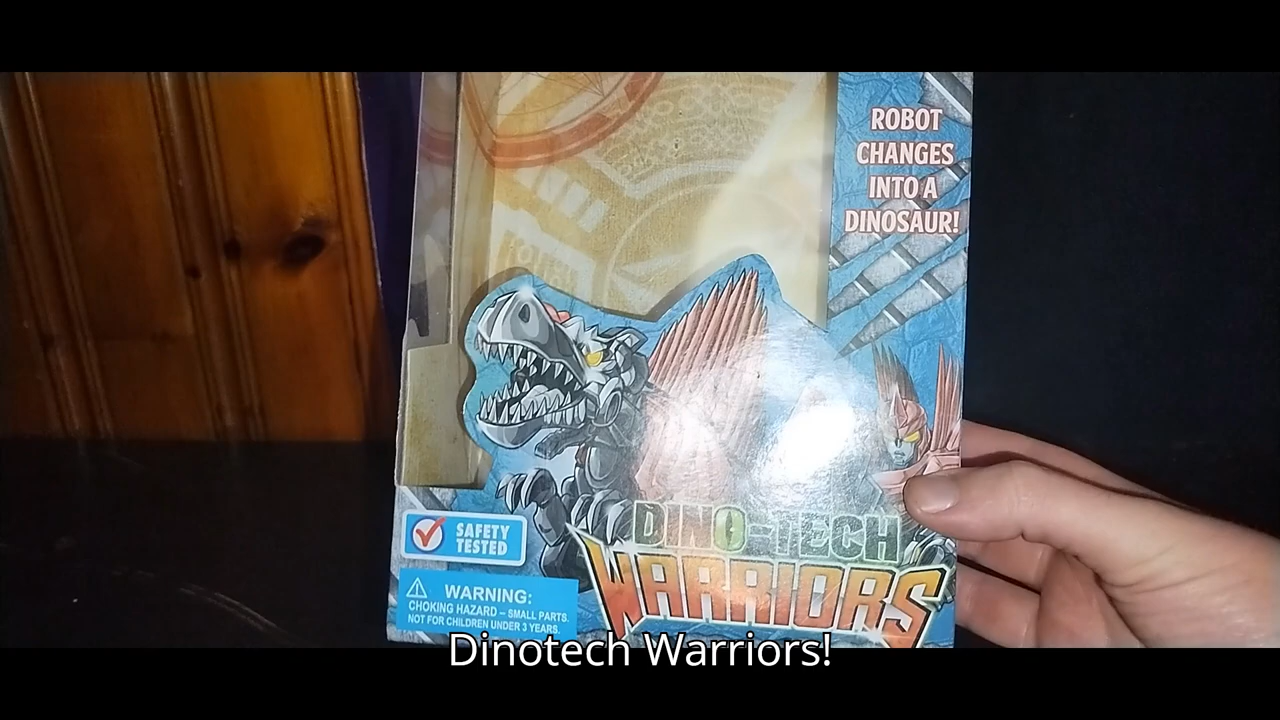 ROBOT
CHANGES
INTO A
DINOSAUR!
DINO-TECH
WARRIORS
SAFETY
TESTED
WARNING:
CHOKING HAZARD – SMALL PARTS.
NOT FOR CHILDREN UNDER 3 YEARS.
Dinotech Warriors!